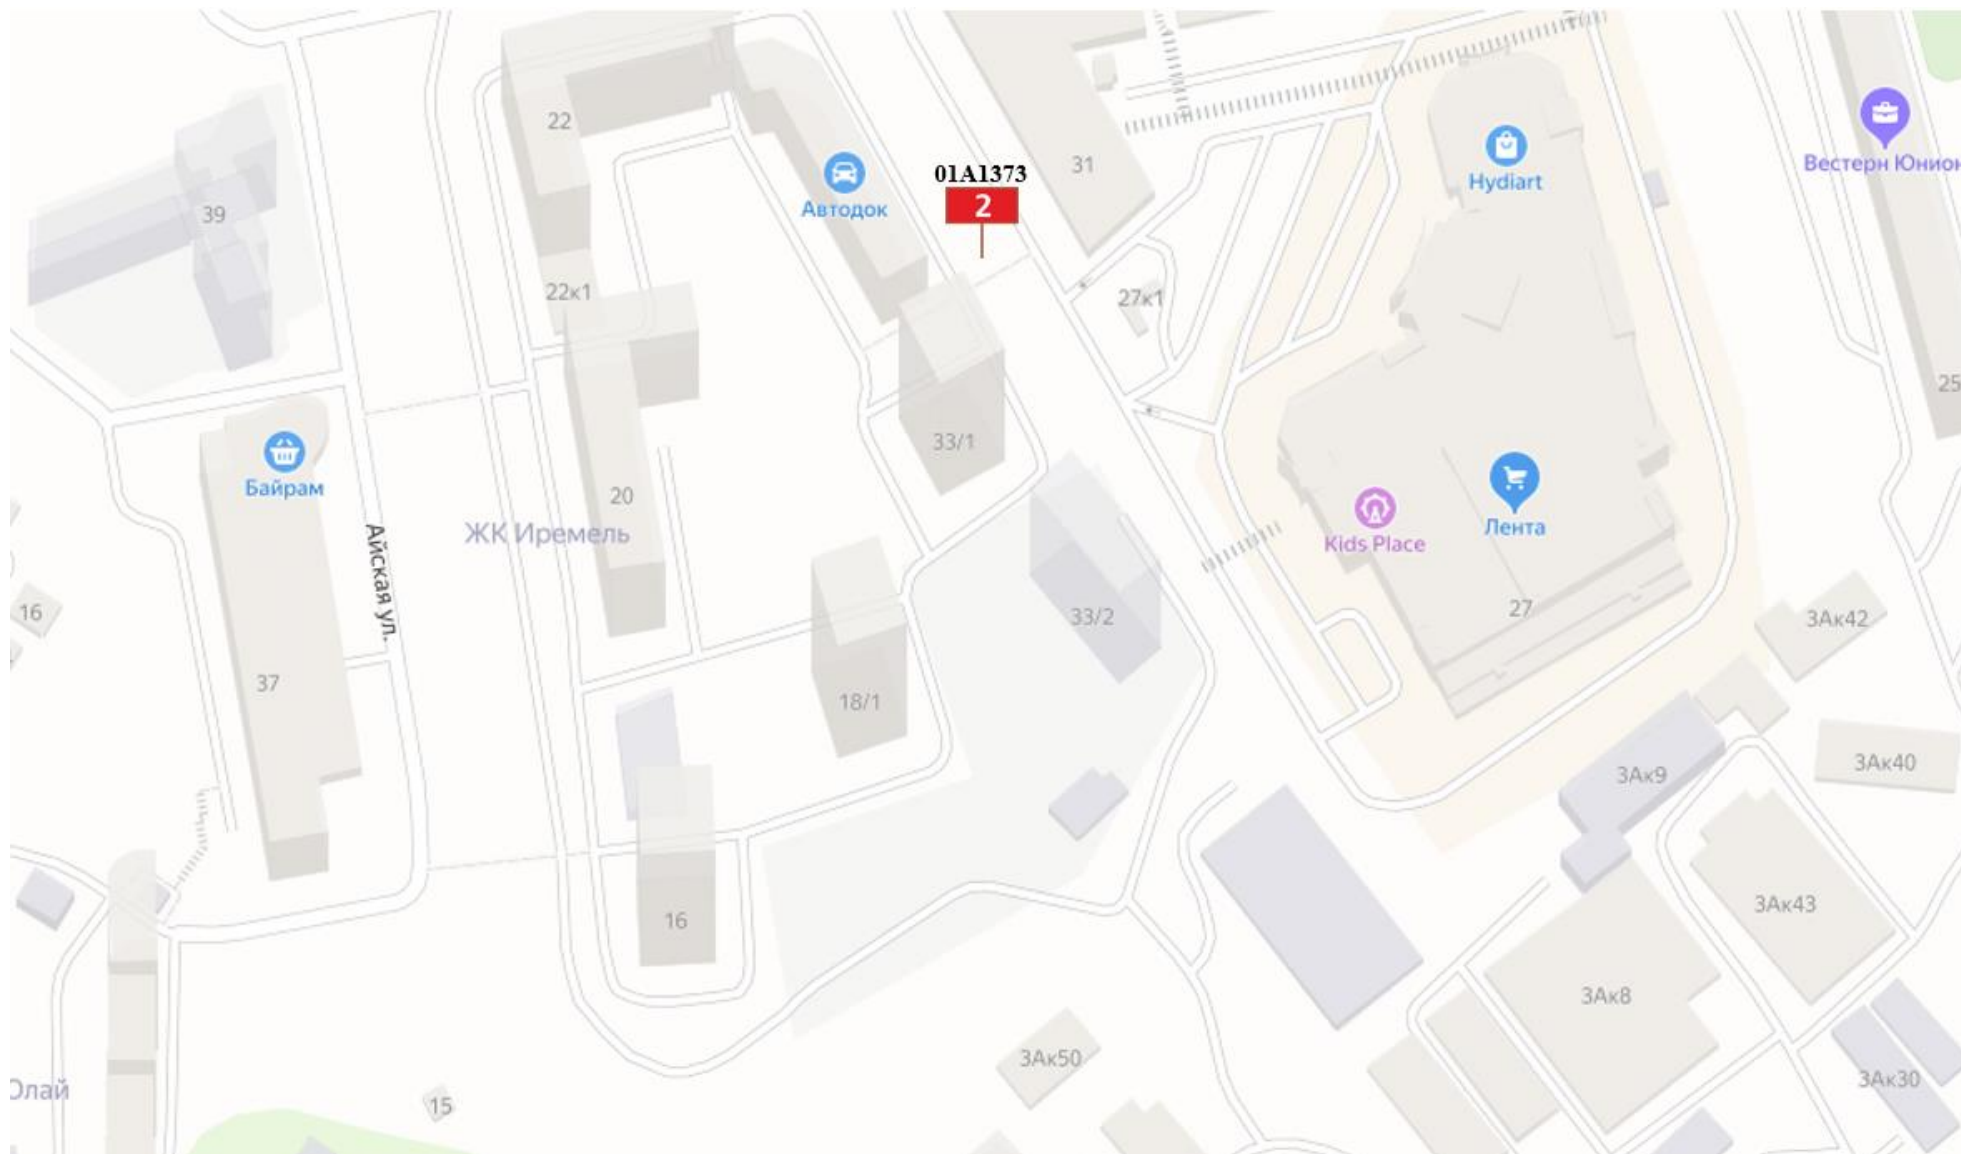 22
31
Hydiart
Вестерн Юнион
Автодок
01А1373
2
39
22к1
27к1
25
33/1
Байрам
20
ЖК Иремель
Айская ул.
Kids Place
Лента
27
33/2
16
3Ак42
37
18/1
3Ак9
3Ак40
16
3Ак43
3Ак8
3Ак50
3Ак30
15
Олай